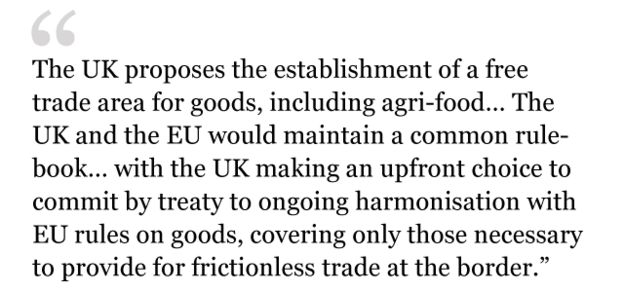 “
The UK proposes the establishment of a free
trade area for goods, including agri-food... The
UK and the EU would maintain a common rule-
book... with the UK making an upfront choice to
commit by treaty to ongoing harmonisation with
EU rules on goods, covering only those necessary
to provide for frictionless trade at the border.”